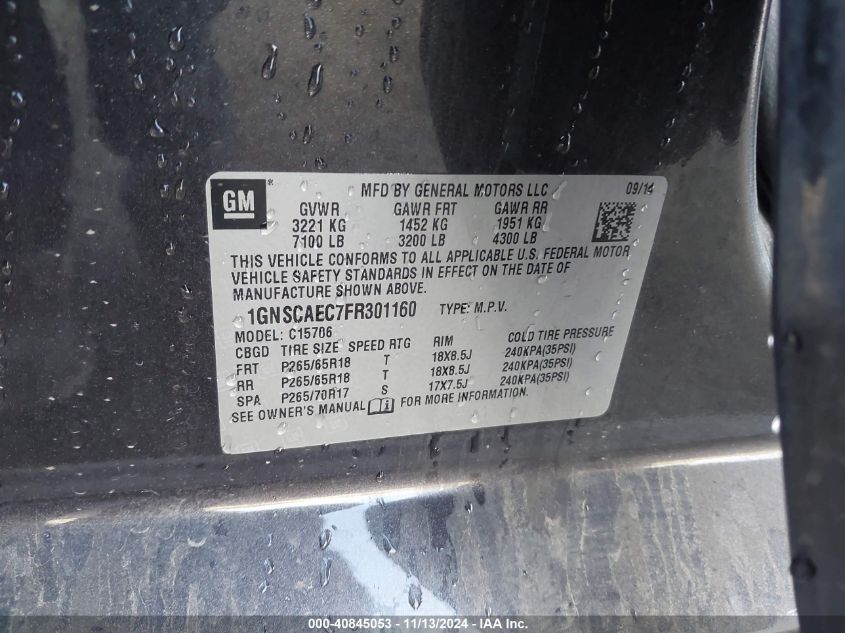 GM ® MFD BY GENERAL MOTORS LLC 09/14
GVWR GAWR FRT GAWR RR
3221 KG 1452 KG 1951 KG
7100 LB 3200 LB 4300 LB
THIS VEHICLE CONFORMS TO ALL APPLICABLE U.S. FEDERAL MOTOR
VEHICLE SAFETY STANDARDS IN EFFECT ON THE DATE OF
MANUFACTURE SHOWN ABOVE.
1GNSCAEC7FR301160 TYPE: M.P.V.
MODEL: C15706
CBGD TIRE SIZE SPEED RTG RIM COLD TIRE PRESSURE
FRT P265/65R18 T 18X8.5J 240KPA(35PSI)
RR P265/65R18 T 18X8.5J 240KPA(35PSI)
SPA P265/70R17 S 17X7.5J 240KPA(35PSI)
SEE OWNER'S MANUAL FOR MORE INFORMATION.
000-40845053 — 11/13/2024 - IAA Inc.